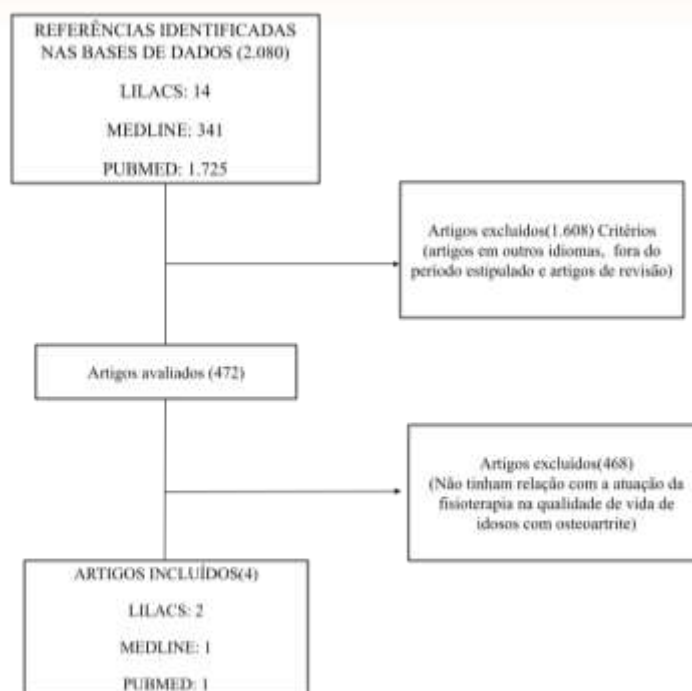 REFERÊNCIAS IDENTIFICADAS
NAS BASES DE DADOS (2.080)
LILACS: 14
MEDLINE: 341
PUBMED: 1.725
Artigos excluídos(1.608) Critérios
(artigos em outros idiomas, fora do
período estipulado e artigos de revisão)
Artigos avaliados (472)
Artigos excluídos(468)
(Não tinham relação com a atuação da
fisioterapia na qualidade de vida de
idosos com osteoartrite)
ARTIGOS INCLUÍDOS(4)
LILACS: 2
MEDLINE: 1
PUBMED: 1